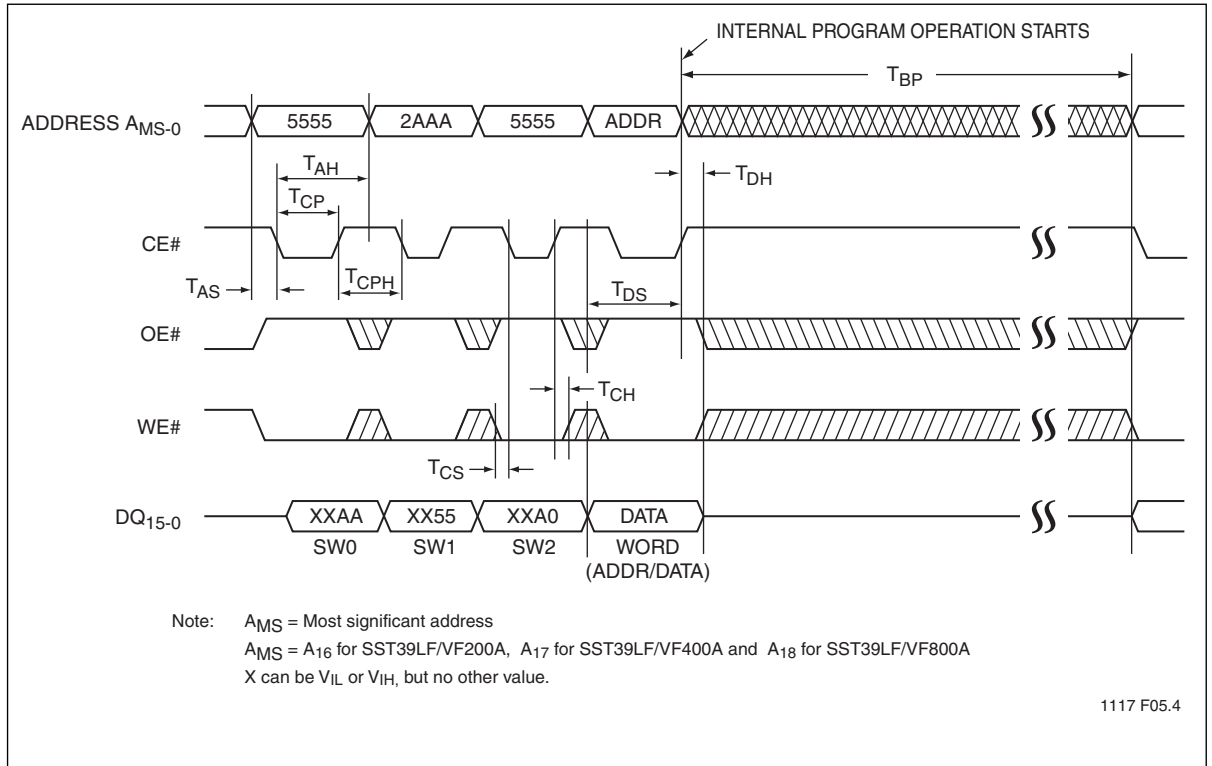 INTERNAL PROGRAM OPERATION STARTS
TBP
ADDRESS AMS-0
5555 2AAA 5555 ADDR
TAH
TDH
TCP
CE#
TAS
TCPH
TDS
OE#
TCH
WE#
TCS
DQ15-0
XXAA XX55 XXA0 DATA
SW0 SW1 SW2 WORD
(ADDR/DATA)
Note: AMS = Most significant address
AMS = A16 for SST39LF/VF200A, A17 for SST39LF/VF400A and A18 for SST39LF/VF800A
X can be VIL or VIH, but no other value.
1117 F05.4